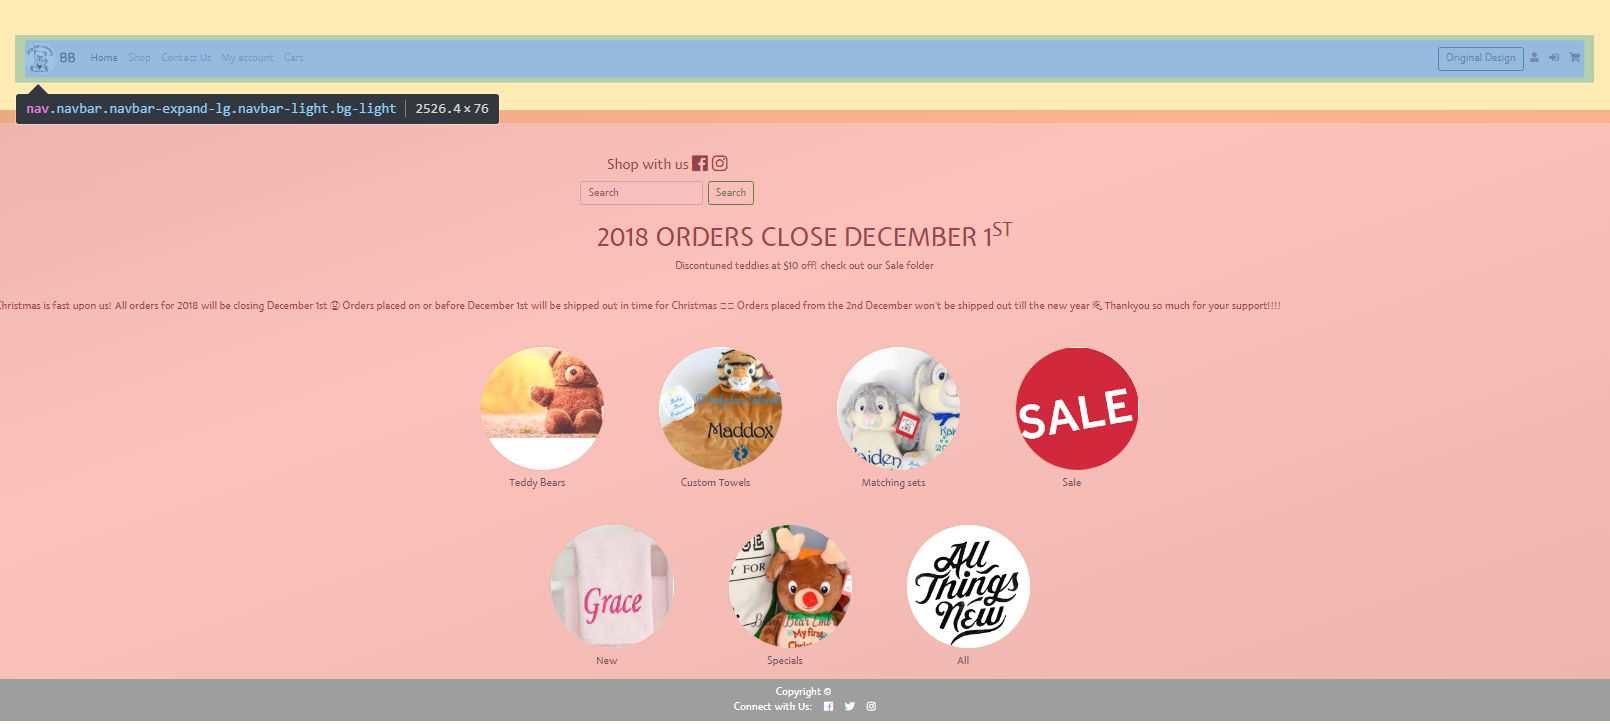 BB Home Shop Contact Us My account Cart Original Design
nav.navbar.navbar-expand-lg.navbar-light.bg-light 2526.4 × 76
Shop with us
Search Search
2018 ORDERS CLOSE DECEMBER 1ST
Discontuned teddies at $10 off! check out our Sale folder
Christmas is fast upon us! All orders for 2018 will be closing December 1st Orders placed on or before December 1st will be shipped out in time for Christmas Orders placed from the 2nd December won't be shipped out till the new year Thankyou so much for your support!!!!
Maddox
SALE
Teddy Bears Custom Towels Matching sets Sale
Grace
Y FOR
My first
All
Things
New
New Specials All
Copyright ©
Connect with Us: